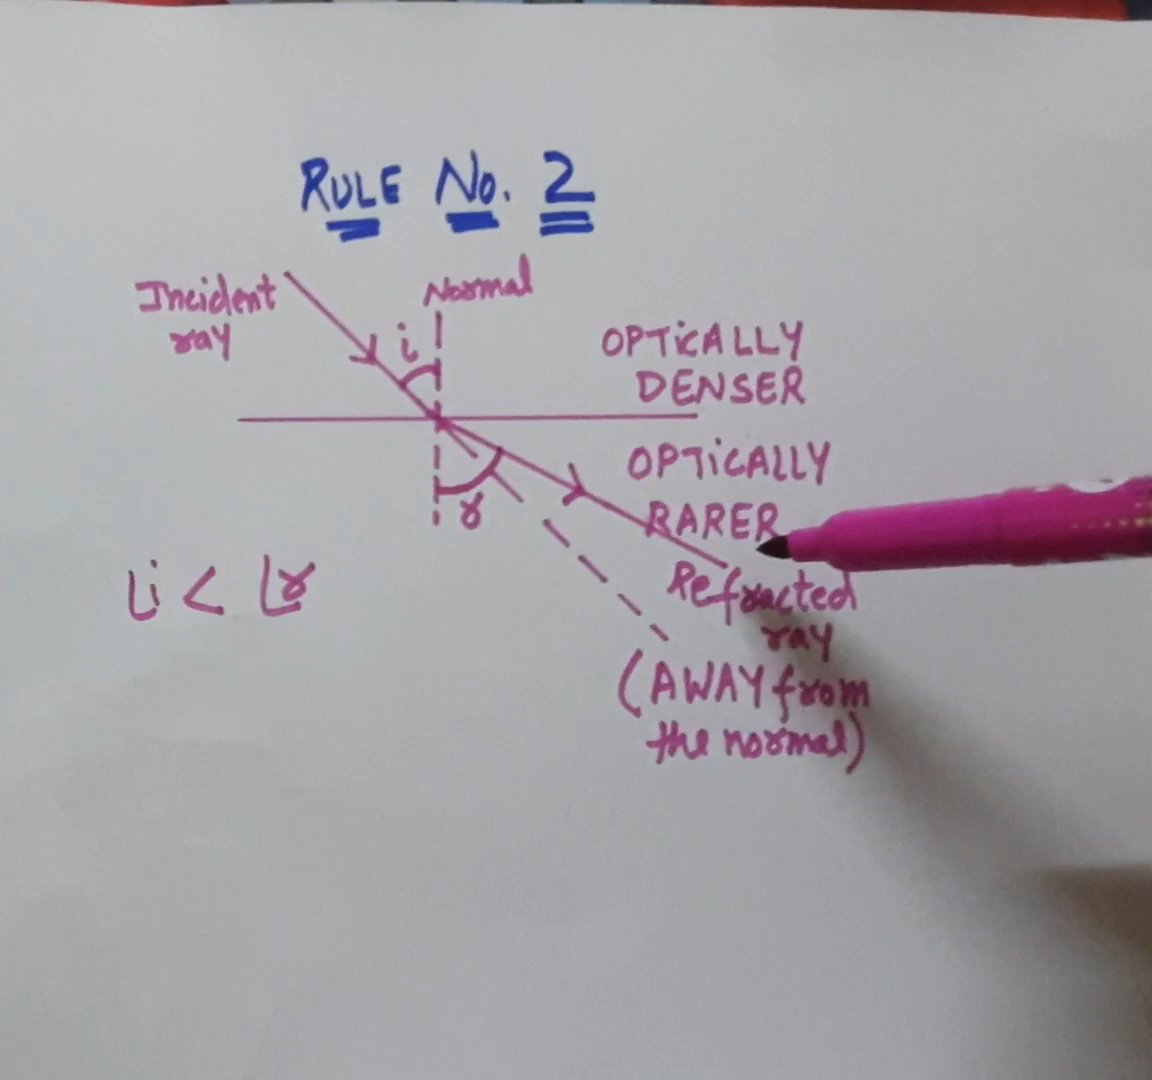 RULE No. 2
Incident
ray
Normal
i
OPTiCALLY
DENSER
OPTiCALLY
RARER
r
∠i < ∠r
Refracted
ray
(AWAY from
the normal)